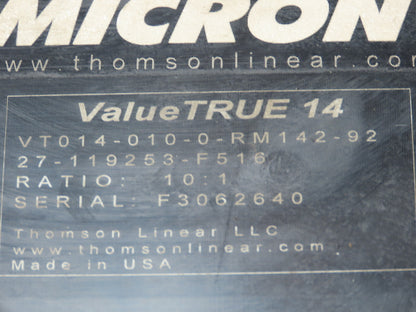 MICRON
www.thomsonlinear.com
ValueTRUE 14
VT014-010-0-RM142-92
27-119253-F516
RATIO: 10:1
SERIAL: F3062640
Thomson Linear LLC
www.thomsonlinear.com
Made in USA